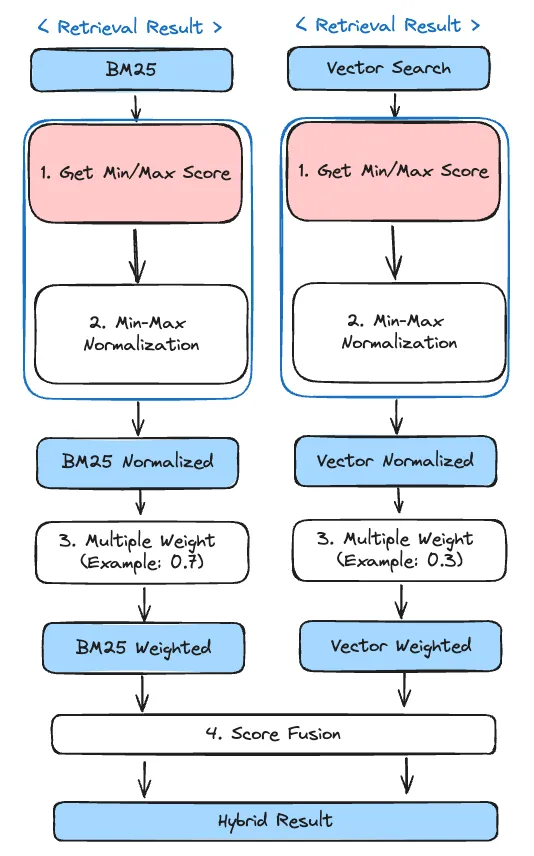 < Retrieval Result >
BM25
1. Get Min/Max Score
2. Min-Max
Normalization
BM25 Normalized
3. Multiple Weight
(Example: 0.7)
BM25 Weighted
< Retrieval Result >
Vector Search
1. Get Min/Max Score
2. Min-Max
Normalization
Vector Normalized
3. Multiple Weight
(Example: 0.3)
Vector Weighted
4. Score Fusion
Hybrid Result